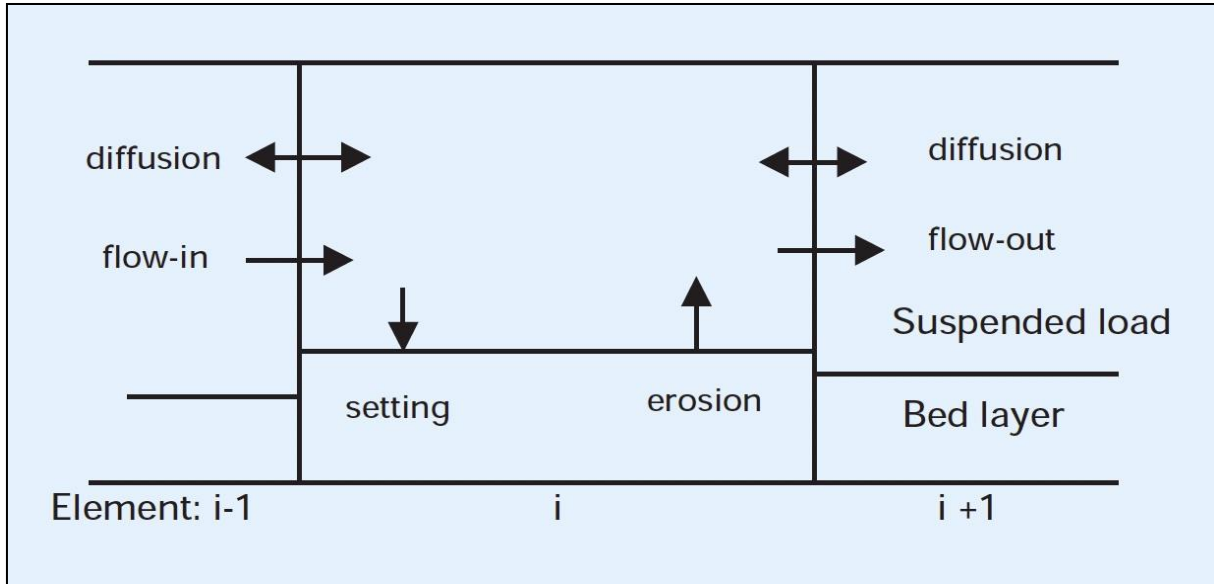 diffusion
diffusion
flow-in
flow-out
Suspended load
setting
erosion
Bed layer
Element: i-1
i
i +1